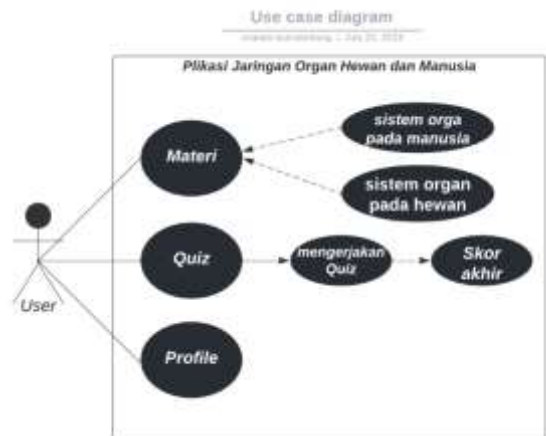 Use case diagram
Plikasi Jaringan Organ Hewan dan Manusia
sistem orga
pada manusia
Materi
sistem organ
pada hewan
Quiz
mengerjakan
Quiz
Skor
akhir
User
Profile